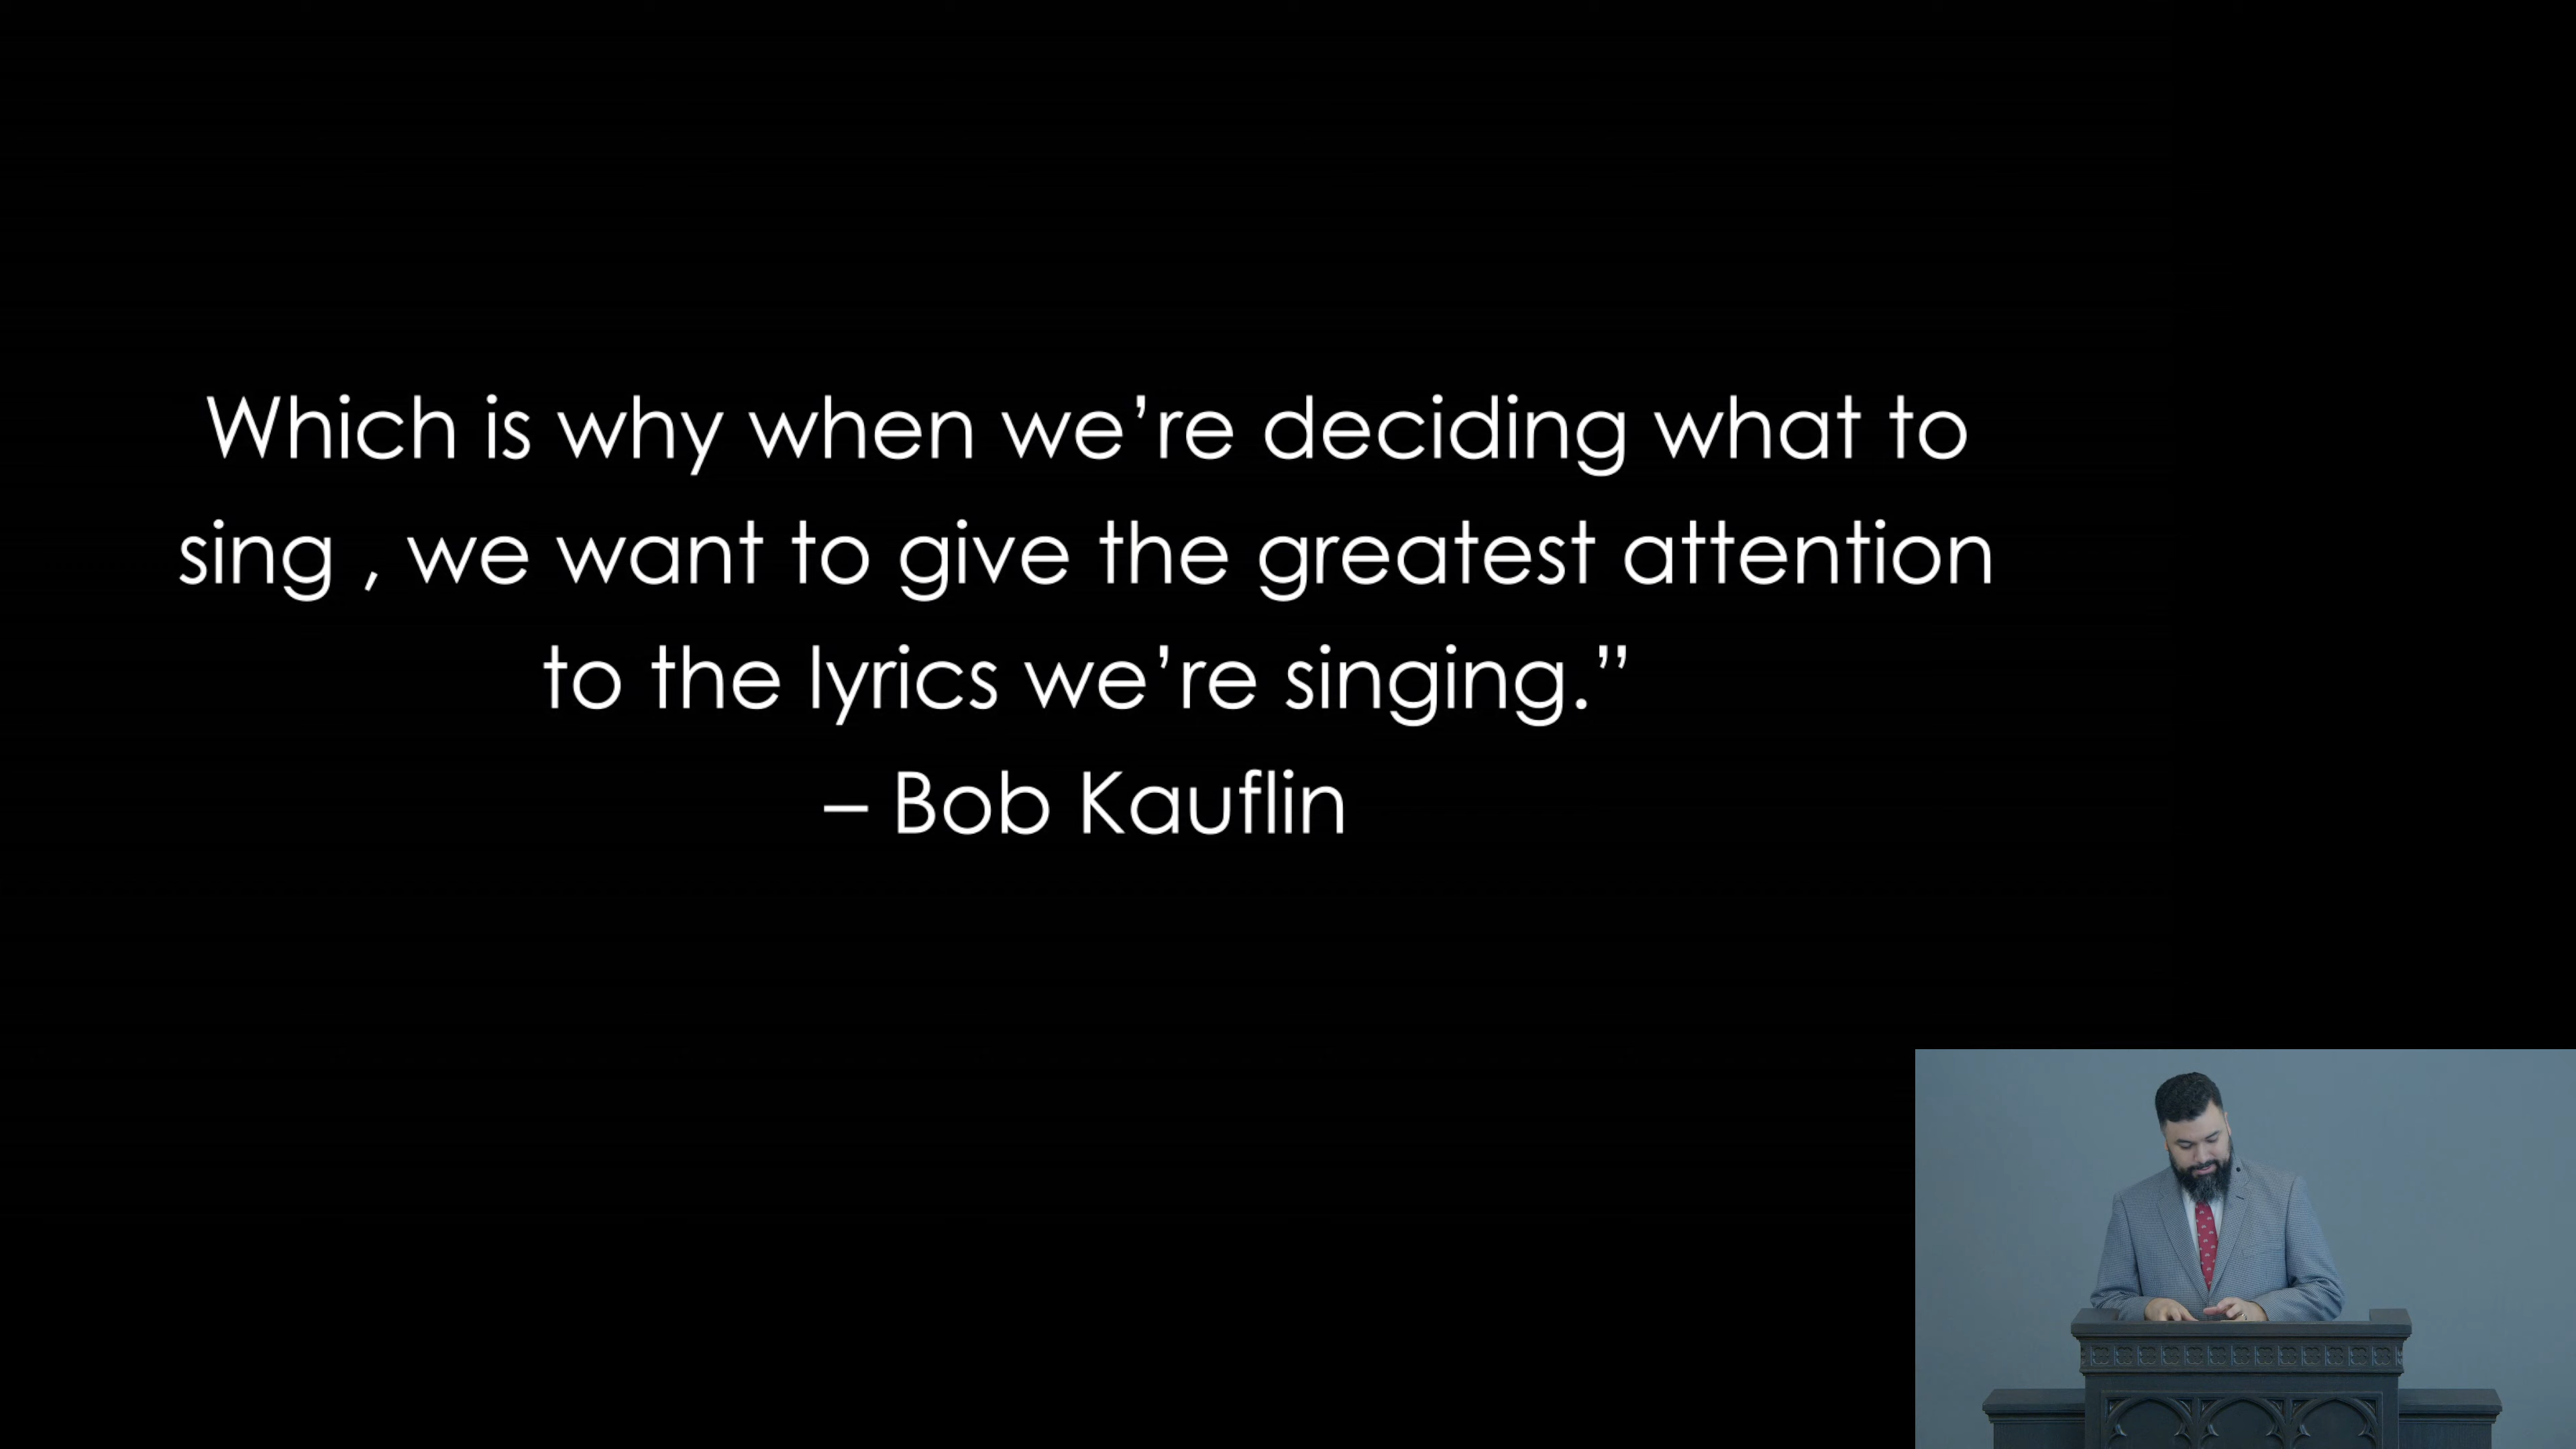 Which is why when we’re deciding what to
sing , we want to give the greatest attention
to the lyrics we’re singing.”
– Bob Kauflin